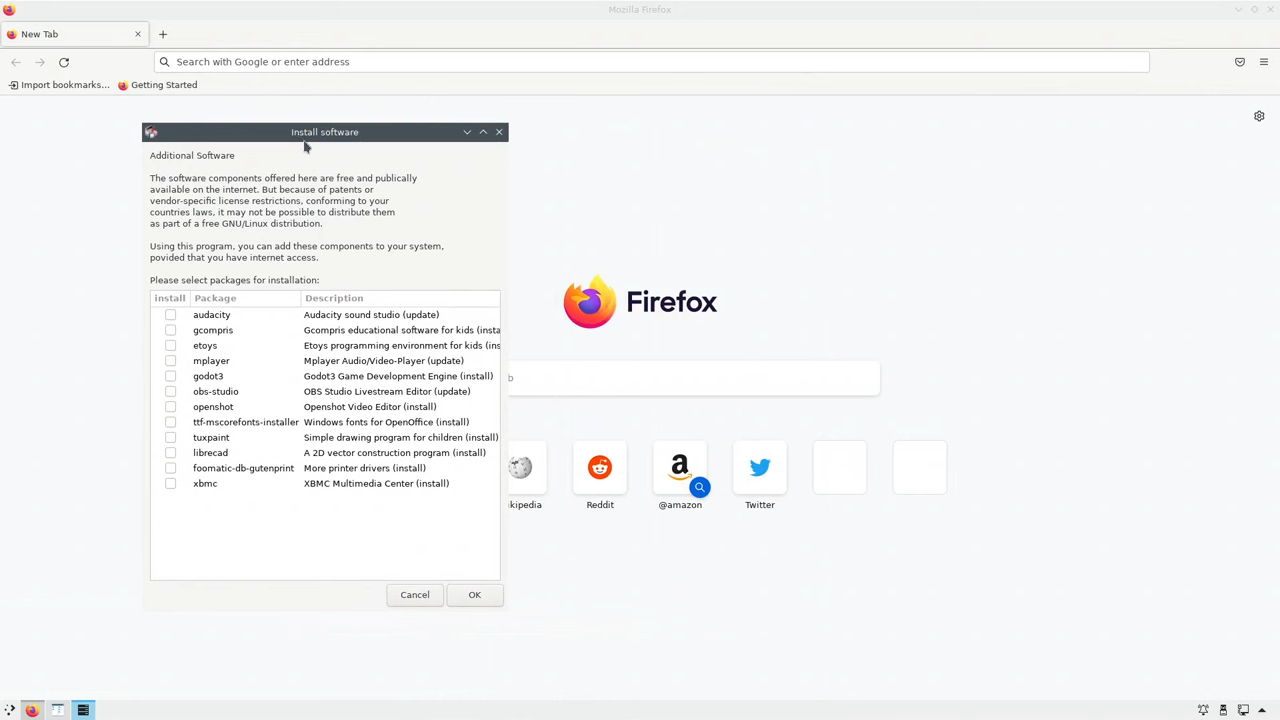 Mozilla Firefox
New Tab
Search with Google or enter address
Import bookmarks...
Getting Started
Install software
Additional Software
The software components offered here are free and publically
available on the internet. But because of patents or
vendor-specific license restrictions, conforming to your
countries laws, it may not be possible to distribute them
as part of a free GNU/Linux distribution.
Using this program, you can add these components to your system,
povided that you have internet access.
Please select packages for installation:
install Package Description
audacity Audacity sound studio (update)
gcompris Gcompris educational software for kids (insta
etoys Etoys programming environment for kids (ins
mplayer Mplayer Audio/Video-Player (update)
godot3 Godot3 Game Development Engine (install)
obs-studio OBS Studio Livestream Editor (update)
openshot Openshot Video Editor (install)
ttf-mscorefonts-installer Windows fonts for OpenOffice (install)
tuxpaint Simple drawing program for children (install)
librecad A 2D vector construction program (install)
foomatic-db-gutenprint More printer drivers (install)
xbmc XBMC Multimedia Center (install)
Cancel OK
Firefox
b
kipedia
Reddit
@amazon
Twitter